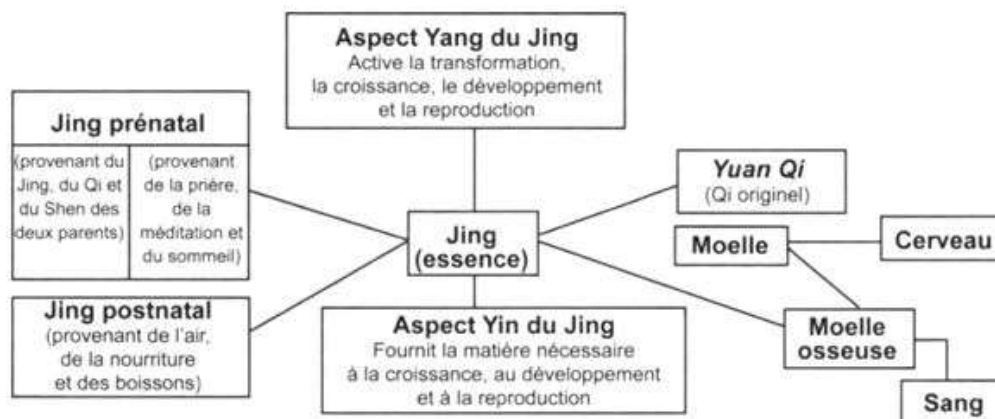 Aspect Yang du Jing
Active la transformation,
la croissance, le développement
et la reproduction
Jing prénatal
(provenant du
Jing, du Qi et
du Shen des
deux parents)
(provenant
de la prière,
de la
méditation et
du sommeil)
Jing postnatal
(provenant de l'air,
de la nourriture
et des boissons)
Jing
(essence)
Aspect Yin du Jing
Fournit la matière nécessaire
à la croissance, au développement
et à la reproduction
Yuan Qi
(Qi originel)
Moelle
Cerveau
Moelle
osseuse
Sang